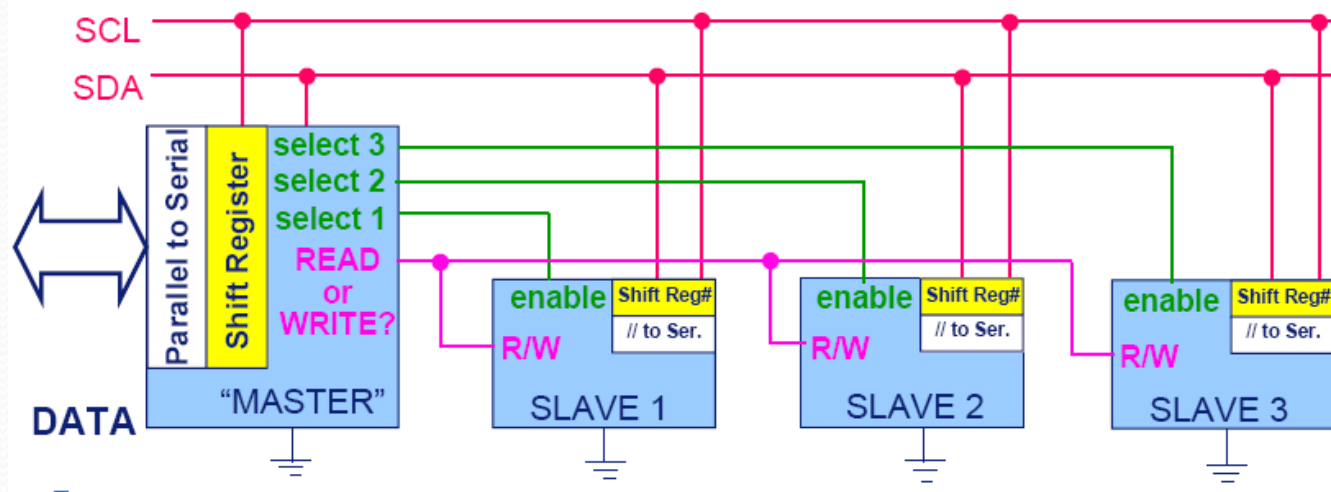 SCL
SDA
Parallel to Serial
Shift Register
select 3
select 2
select 1
READ
or
WRITE?
"MASTER"
DATA
enable
Shift Reg#
// to Ser.
R/W
SLAVE 1
enable
Shift Reg#
// to Ser.
R/W
SLAVE 2
enable
Shift Reg#
// to Ser.
R/W
SLAVE 3